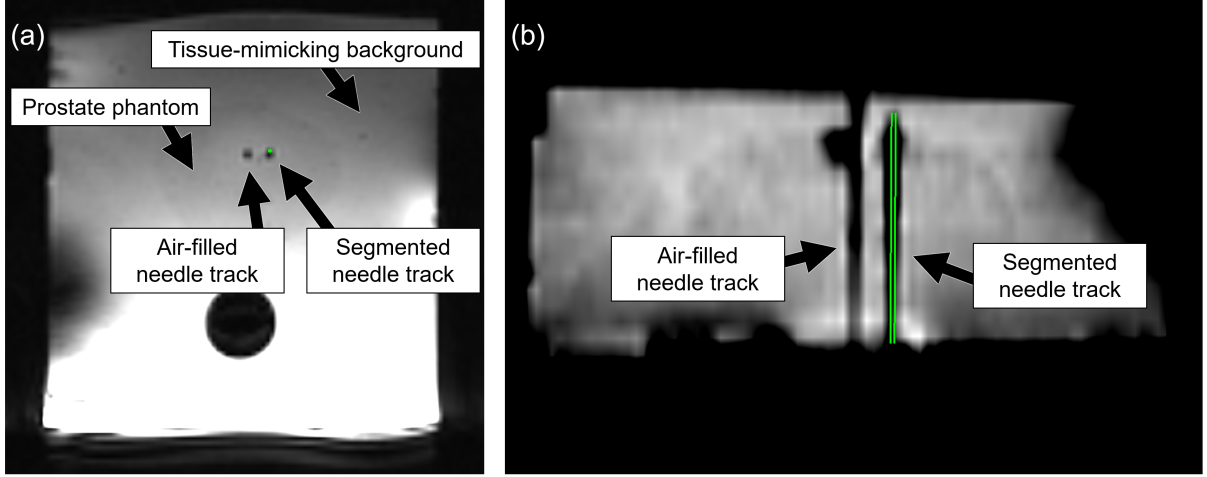 (a)
Tissue-mimicking background
Prostate phantom
Air-filled
needle track
Segmented
needle track
(b)
Air-filled
needle track
Segmented
needle track